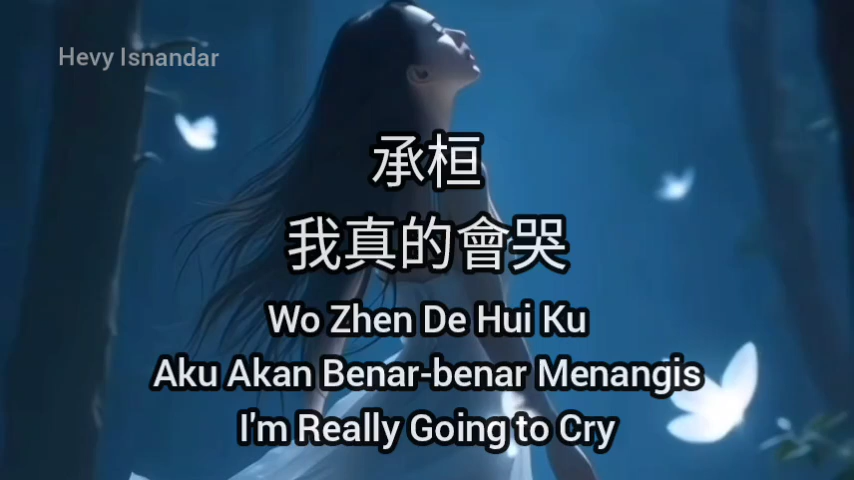 Hevy Isnandar
承桓
我真的會哭
Wo Zhen De Hui Ku
Aku Akan Benar-benar Menangis
I'm Really Going to Cry